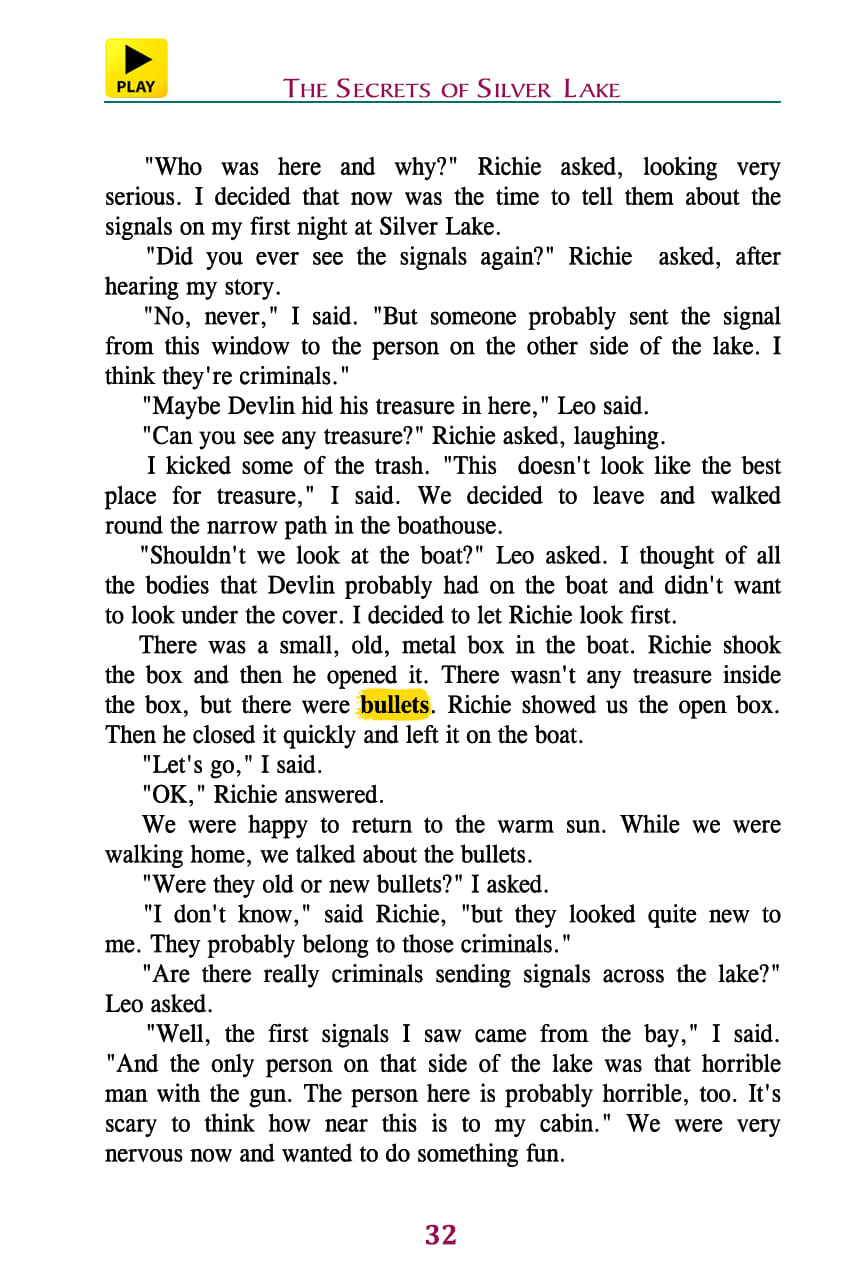 PLAY
THE SECRETS OF SILVER LAKE
"Who was here and why?" Richie asked, looking very
serious. I decided that now was the time to tell them about the
signals on my first night at Silver Lake.
"Did you ever see the signals again?" Richie asked, after
hearing my story.
"No, never," I said. "But someone probably sent the signal
from this window to the person on the other side of the lake. I
think they're criminals."
"Maybe Devlin hid his treasure in here," Leo said.
"Can you see any treasure?" Richie asked, laughing.
I kicked some of the trash. "This doesn't look like the best
place for treasure," I said. We decided to leave and walked
round the narrow path in the boathouse.
"Shouldn't we look at the boat?" Leo asked. I thought of all
the bodies that Devlin probably had on the boat and didn't want
to look under the cover. I decided to let Richie look first.
There was a small, old, metal box in the boat. Richie shook
the box and then he opened it. There wasn't any treasure inside
the box, but there were bullets. Richie showed us the open box.
Then he closed it quickly and left it on the boat.
"Let's go," I said.
"OK," Richie answered.
We were happy to return to the warm sun. While we were
walking home, we talked about the bullets.
"Were they old or new bullets?" I asked.
"I don't know," said Richie, "but they looked quite new to
me. They probably belong to those criminals."
"Are there really criminals sending signals across the lake?"
Leo asked.
"Well, the first signals I saw came from the bay," I said.
"And the only person on that side of the lake was that horrible
man with the gun. The person here is probably horrible, too. It's
scary to think how near this is to my cabin." We were very
nervous now and wanted to do something fun.
32